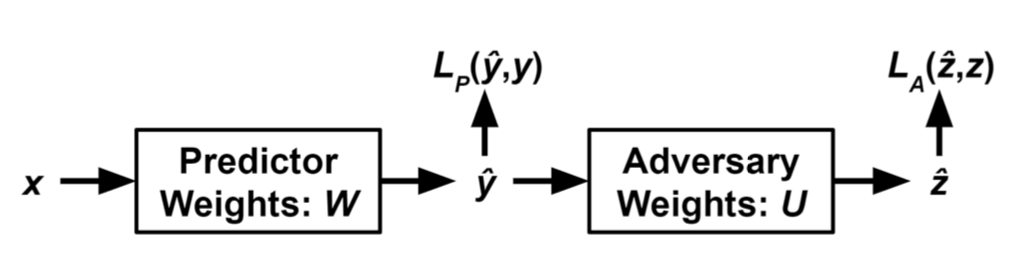 L_P(ŷ,y)
L_A(ẑ,z)
x
Predictor
Weights: W
ŷ
Adversary
Weights: U
ẑ